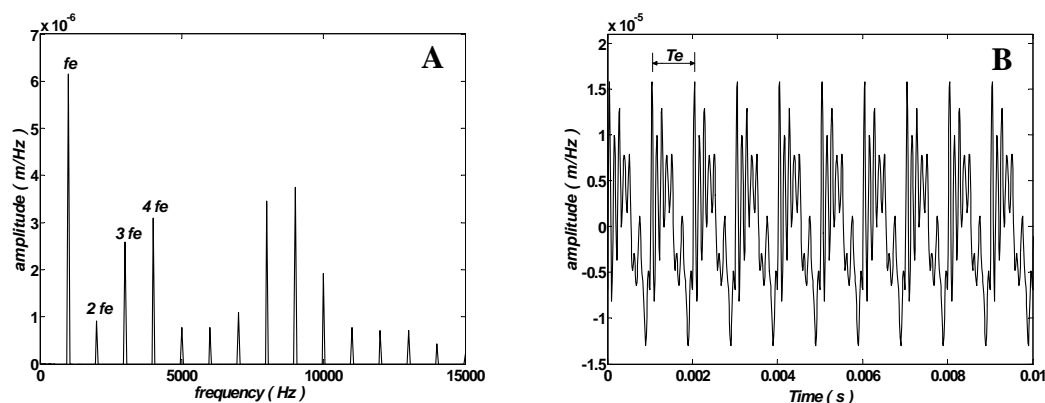 x 10^-6
7
6
5
4
3
2
1
0
amplitude ( m/Hz )
fe
2 fe
3 fe
4 fe
A
0 5000 10000 15000
frequency ( Hz )
x 10^-5
2
1.5
1
0.5
0
-0.5
-1
-1.5
amplitude ( m/Hz )
Te
B
0 0.002 0.004 0.006 0.008 0.01
Time ( s )